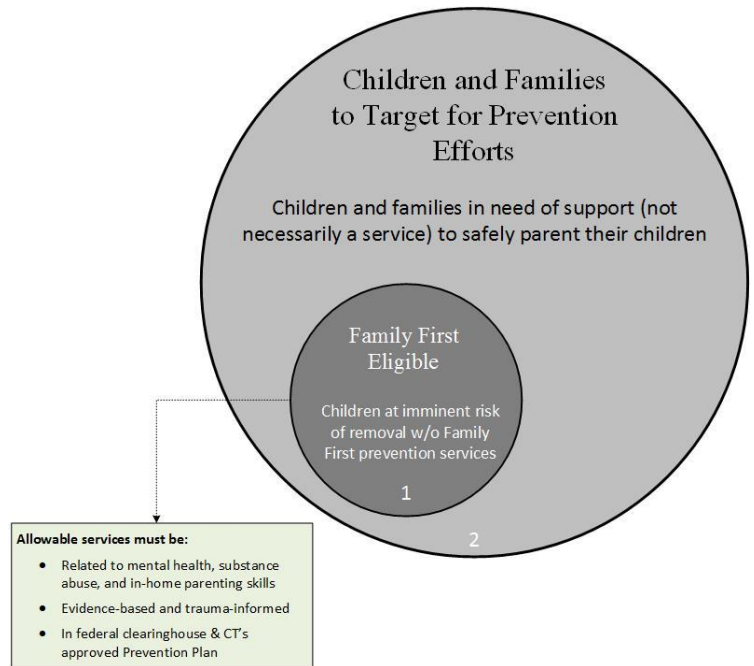 Children and Families
to Target for Prevention
Efforts
Children and families in need of support (not
necessarily a service) to safely parent their children
Family First
Eligible
Children at imminent risk
of removal w/o Family
First prevention services
1
2
Allowable services must be:
• Related to mental health, substance
abuse, and in-home parenting skills
• Evidence-based and trauma-informed
• In federal clearinghouse & CT's
approved Prevention Plan